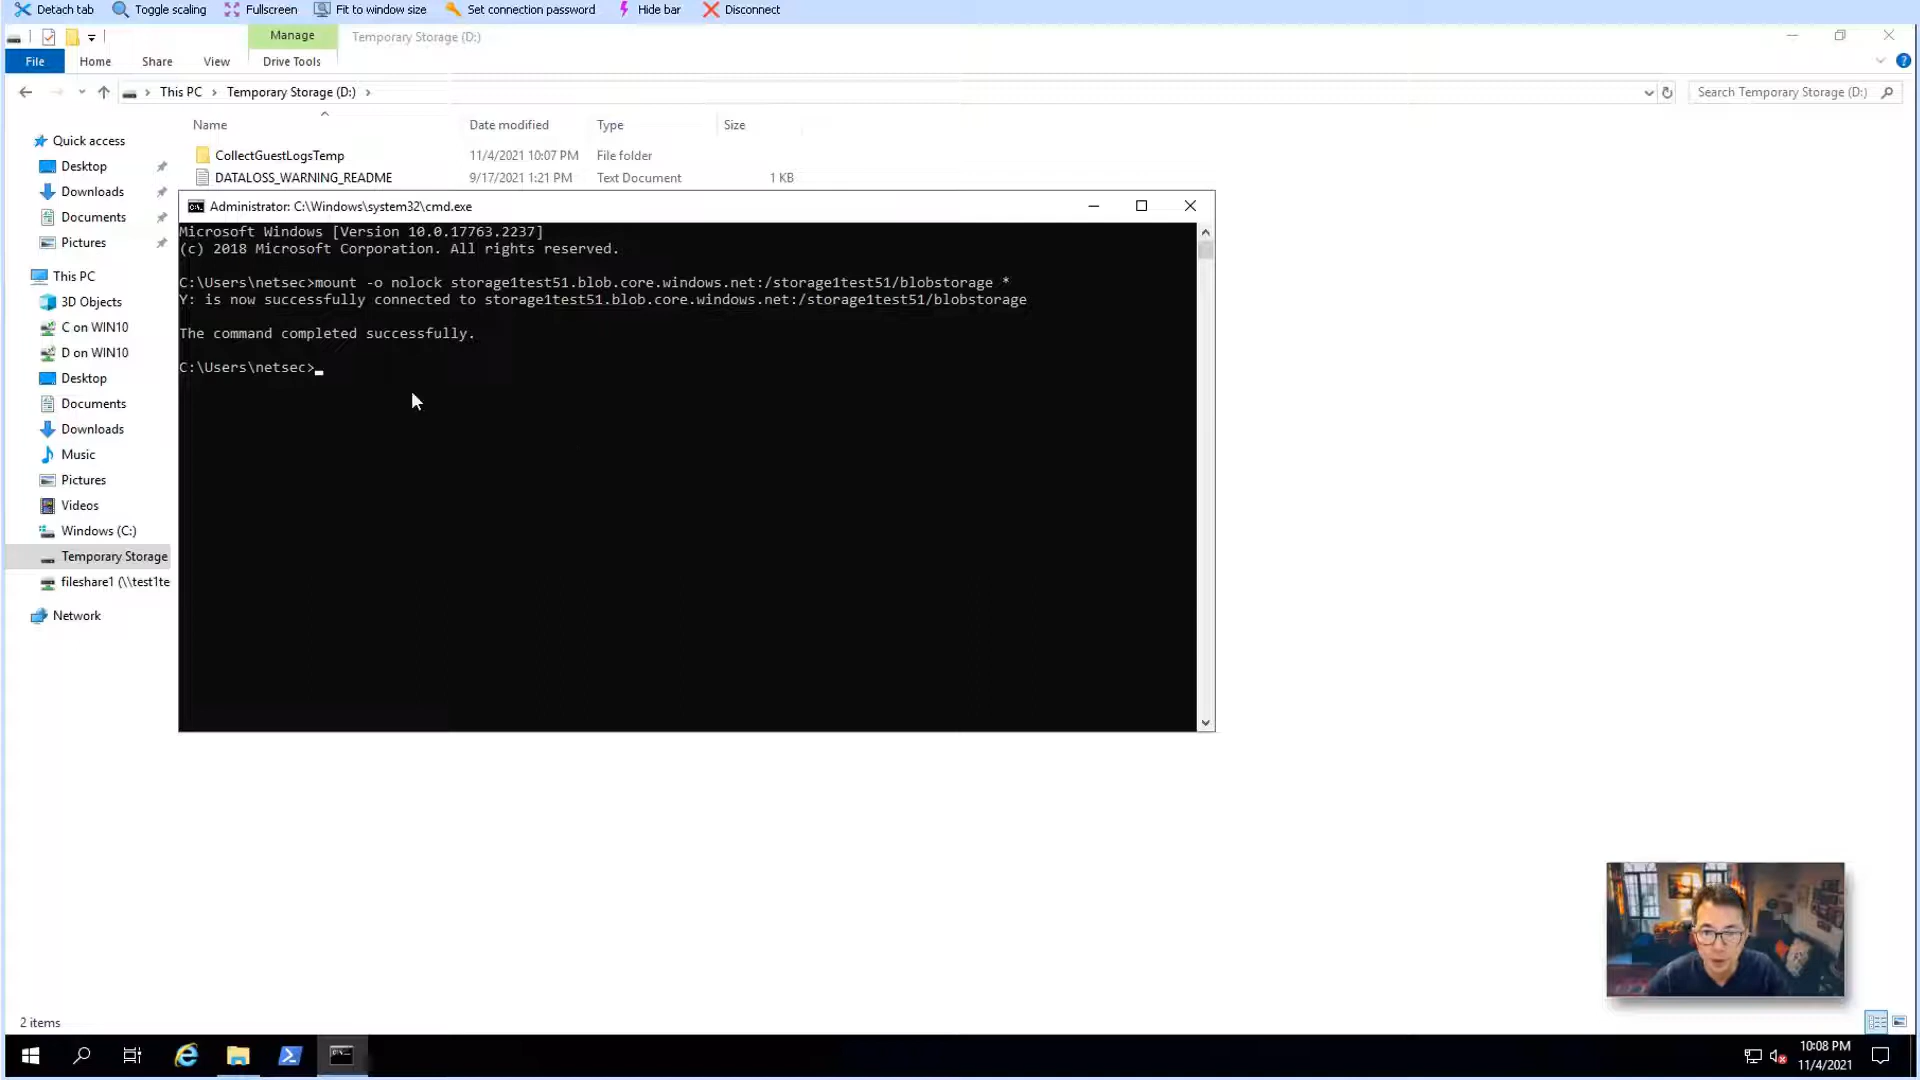 Detach tab Toggle scaling Fullscreen Fit to window size Set connection password Hide bar Disconnect
Manage Temporary Storage (D:)
File Home Share View Drive Tools
This PC Temporary Storage (D:) Search Temporary Storage (D:)
Name Date modified Type Size
CollectGuestLogsTemp 11/4/2021 10:07 PM File folder
DATALOSS_WARNING_README 9/17/2021 1:21 PM Text Document 1 KB
Quick access
Desktop
Downloads
Documents
Pictures
This PC
3D Objects
C on WIN10
D on WIN10
Desktop
Documents
Downloads
Music
Pictures
Videos
Windows (C:)
Temporary Storage
fileshare1 (\\test1te
Network
Administrator: C:\Windows\system32\cmd.exe
Microsoft Windows [Version 10.0.17763.2237]
(c) 2018 Microsoft Corporation. All rights reserved.
C:\Users\netsec>mount -o nolock storage1test51.blob.core.windows.net:/storage1test51/blobstorage *
Y: is now successfully connected to storage1test51.blob.core.windows.net:/storage1test51/blobstorage
The command completed successfully.
C:\Users\netsec>
2 items
10:08 PM
11/4/2021